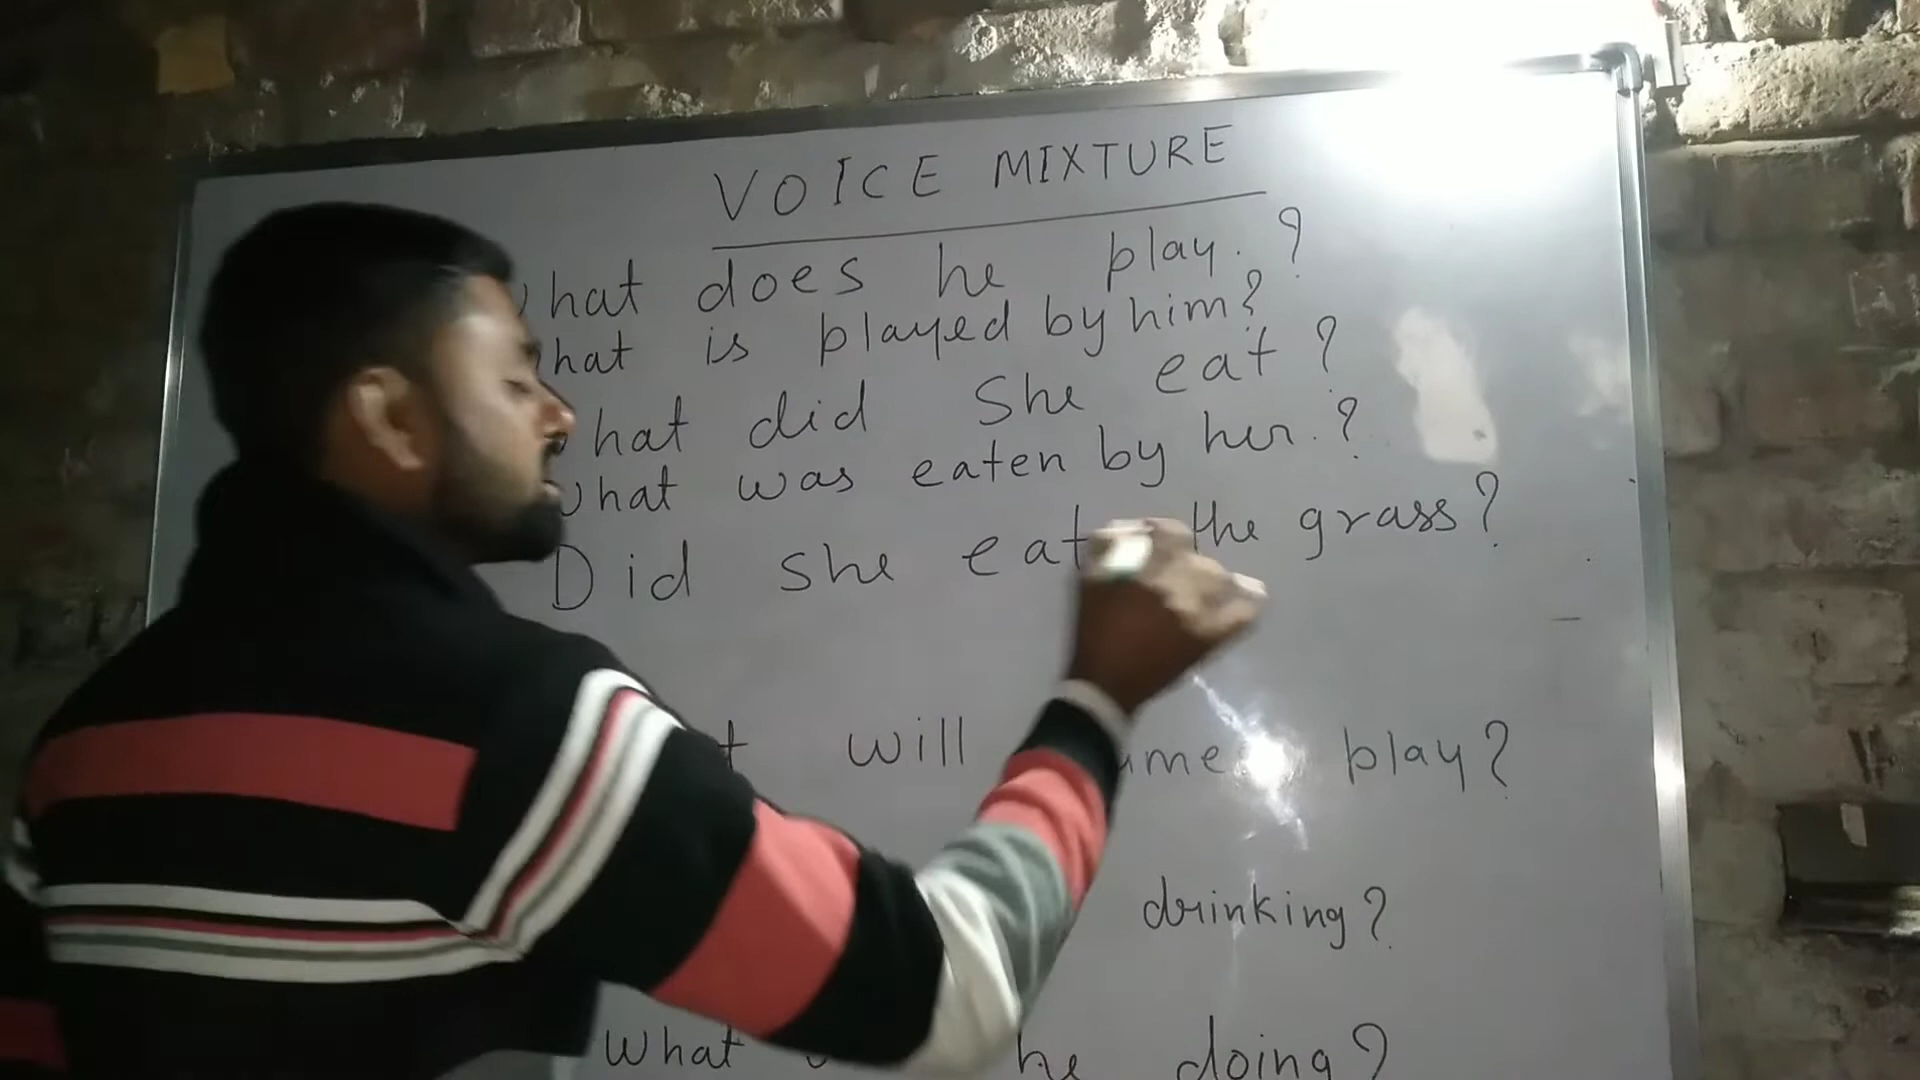 VOICE MIXTURE
What does he play. ?
What is played by him?
What did She eat ?
What was eaten by her. ?
Did she eat the grass?
will play?
drinking?
What he doing?